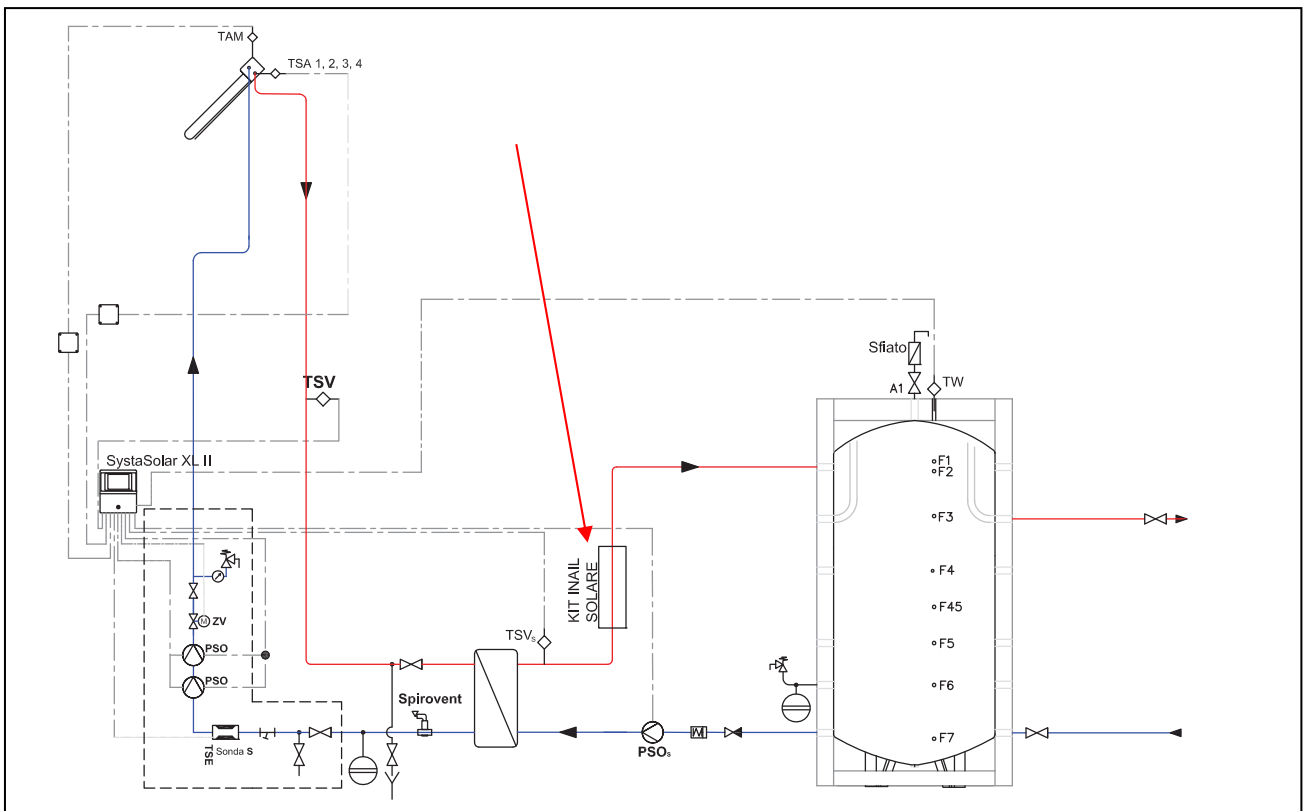 TAM
TSA 1, 2, 3, 4
Sfiato
A1
TW
TSV
SystaSolar XL II
F1
F2
F3
F4
F45
F5
F6
F7
KIT INAIL
SOLARE
M
ZV
PSO
PSO
TSVs
Spirovent
TSE
Sonda S
PSOs